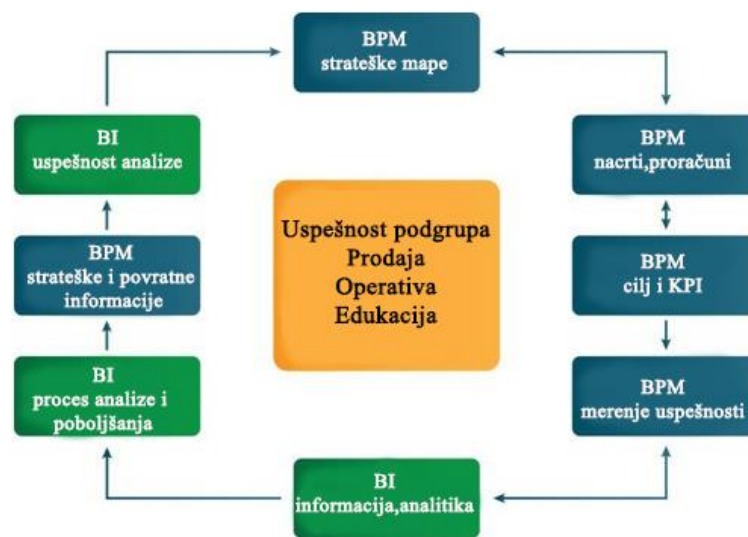 BPM
strateške mape
BI
uspešnost analize
BPM
nacrti,proračuni
Uspešnost podgrupa
Prodaja
Operativa
Edukacija
BPM
strateške i povratne
informacije
BPM
cilj i KPI
BI
proces analize i
poboljšanja
BPM
merenje uspešnosti
BI
informacija,analitika